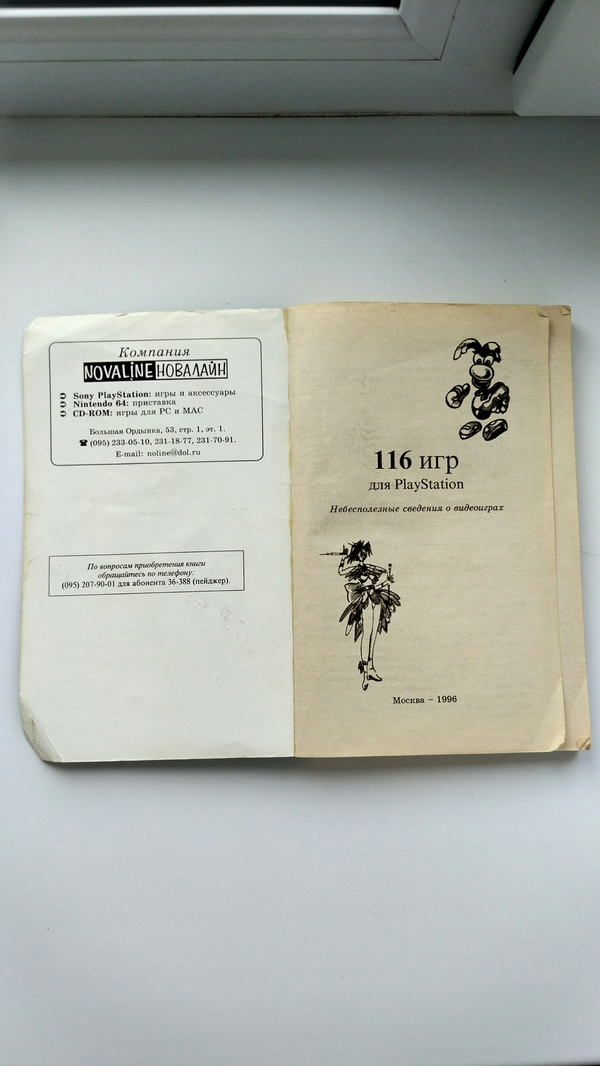 Компания
NOVALINE НОВАЛАЙН
Sony PlayStation: игры и аксессуары
Nintendo 64: приставка
CD-ROM: игры для PC и MAC
Большая Ордынка, 53, стр. 1, эт. 1.
☎ (095) 233-05-10, 231-18-77, 231-70-91.
E-mail: noline@dol.ru
По вопросам приобретения книги
обращайтесь по телефону:
(095) 207-90-01 для абонента 36-388 (пейджер).
116 игр
для PlayStation
Небесполезные сведения о видеоиграх
Москва – 1996